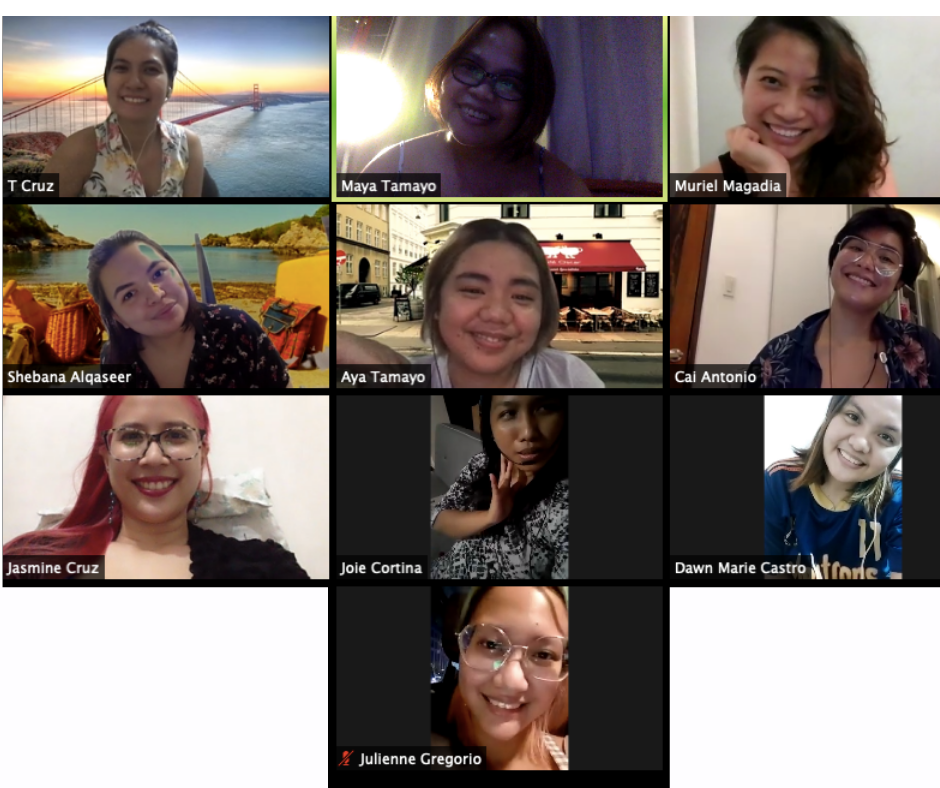 T Cruz
Maya Tamayo
Muriel Magadia
Shebana Alqaseer
Aya Tamayo
Cai Antonio
Jasmine Cruz
Joie Cortina
Dawn Marie Castro
17
Julienne Gregorio